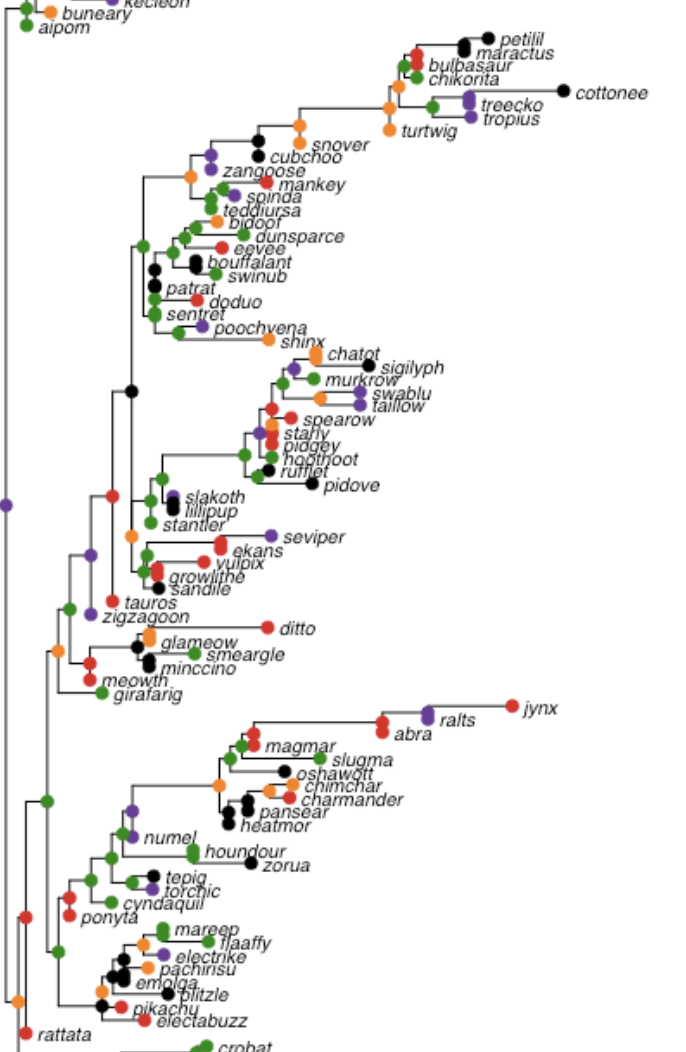 kecleon
buneary
aipom
petilil
maractus
bulbasaur
chikorita
cottonee
treecko
tropius
turtwig
snover
cubchoo
zangoose
mankey
spinda
teddiursa
bidoof
dunsparce
eevee
bouffalant
swinub
patrat
doduo
sentret
poochyena
shinx
chatot
sigilyph
murkrow
swablu
taillow
spearow
starly
pidgey
hoothoot
rufflet
pidove
slakoth
lillipup
stantler
seviper
ekans
vulpix
growlithe
sandile
tauros
zigzagoon
ditto
glameow
smeargle
minccino
meowth
girafarig
jynx
ralts
abra
magmar
slugma
oshawott
chimchar
charmander
pansear
heatmor
numel
houndour
zorua
tepig
torchic
cyndaquil
ponyta
mareep
flaaffy
electrike
pachirisu
emolga
blitzle
pikachu
electabuzz
rattata
crobat